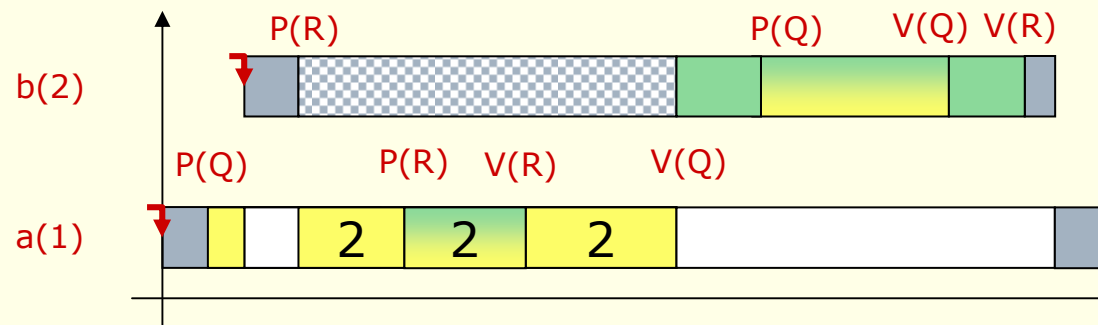 P(R) P(Q) V(Q) V(R)
b(2)
P(Q) P(R) V(R) V(Q)
a(1) 2 2 2